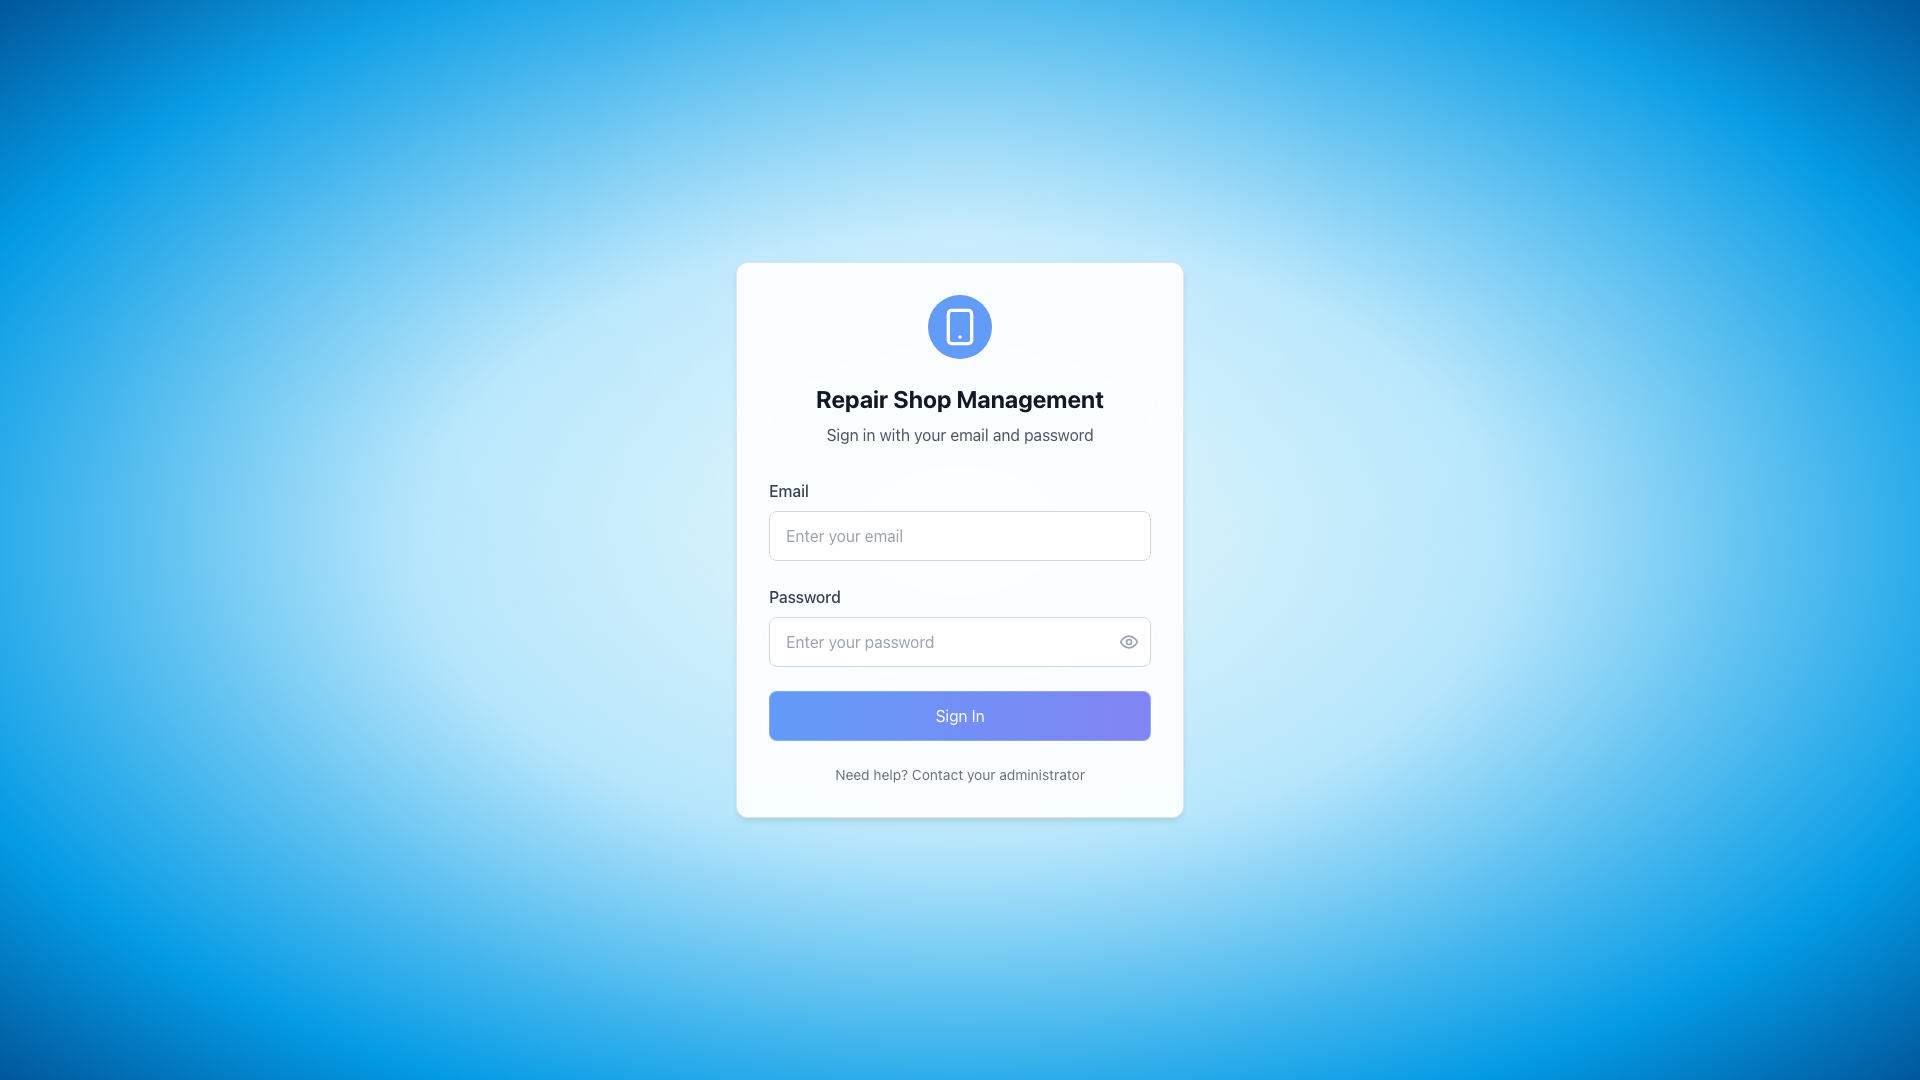 Repair Shop Management
Sign in with your email and password
Email
Enter your email
Password
Enter your password
Sign In
Need help? Contact your administrator